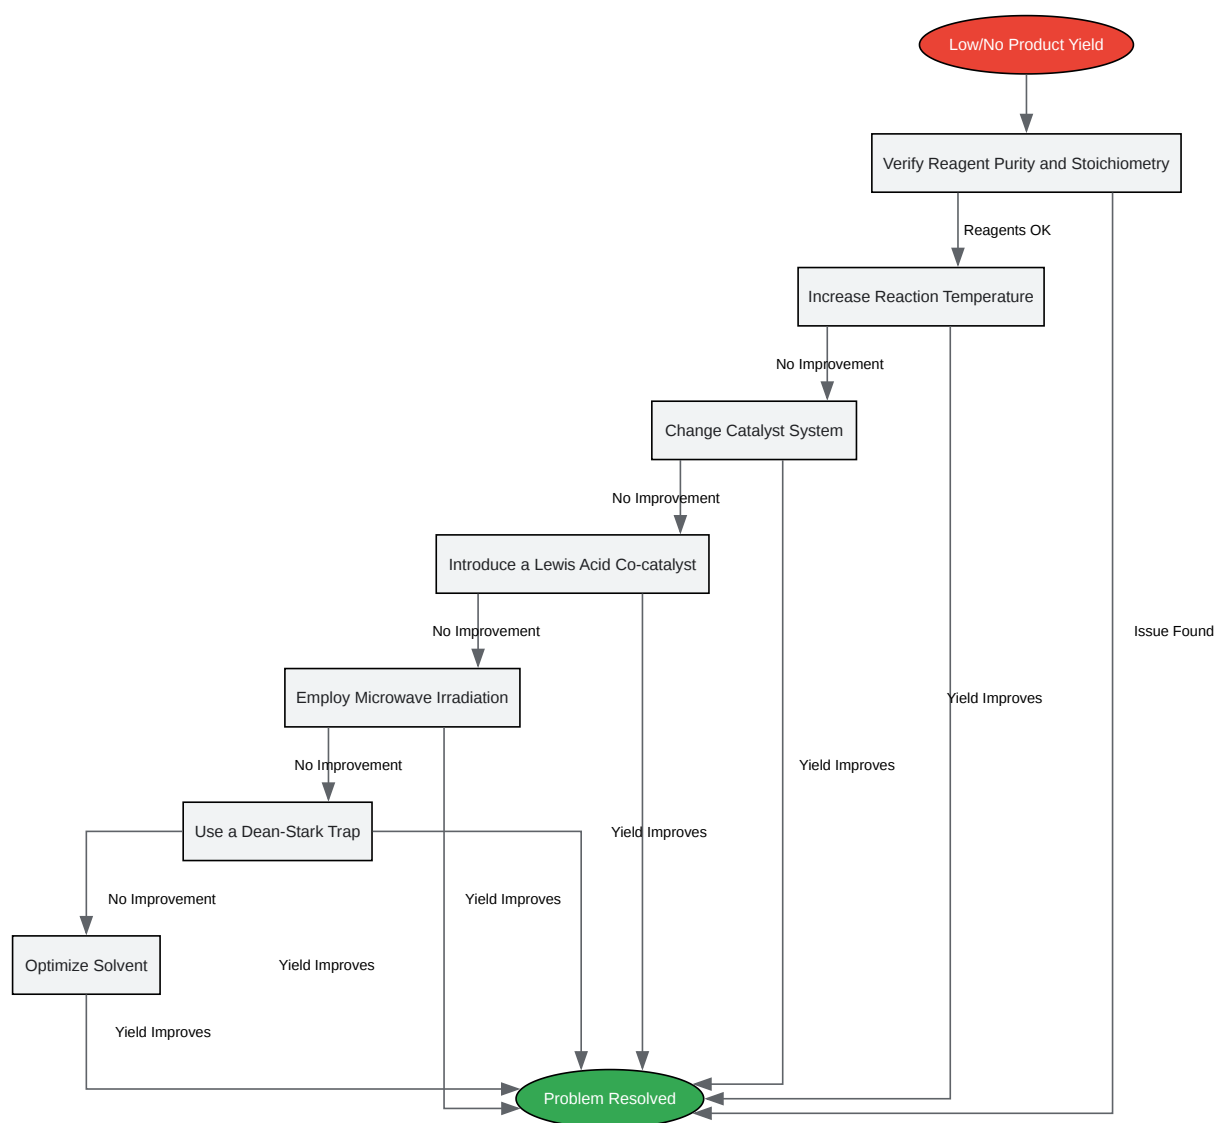 Low/No Product Yield
Verify Reagent Purity and Stoichiometry
Reagents OK
Increase Reaction Temperature
No Improvement
Change Catalyst System
No Improvement
Introduce a Lewis Acid Co-catalyst
No Improvement
Issue Found
Employ Microwave Irradiation
Yield Improves
No Improvement
Yield Improves
Use a Dean-Stark Trap
Yield Improves
No Improvement
Yield Improves
Optimize Solvent
Yield Improves
Yield Improves
Problem Resolved